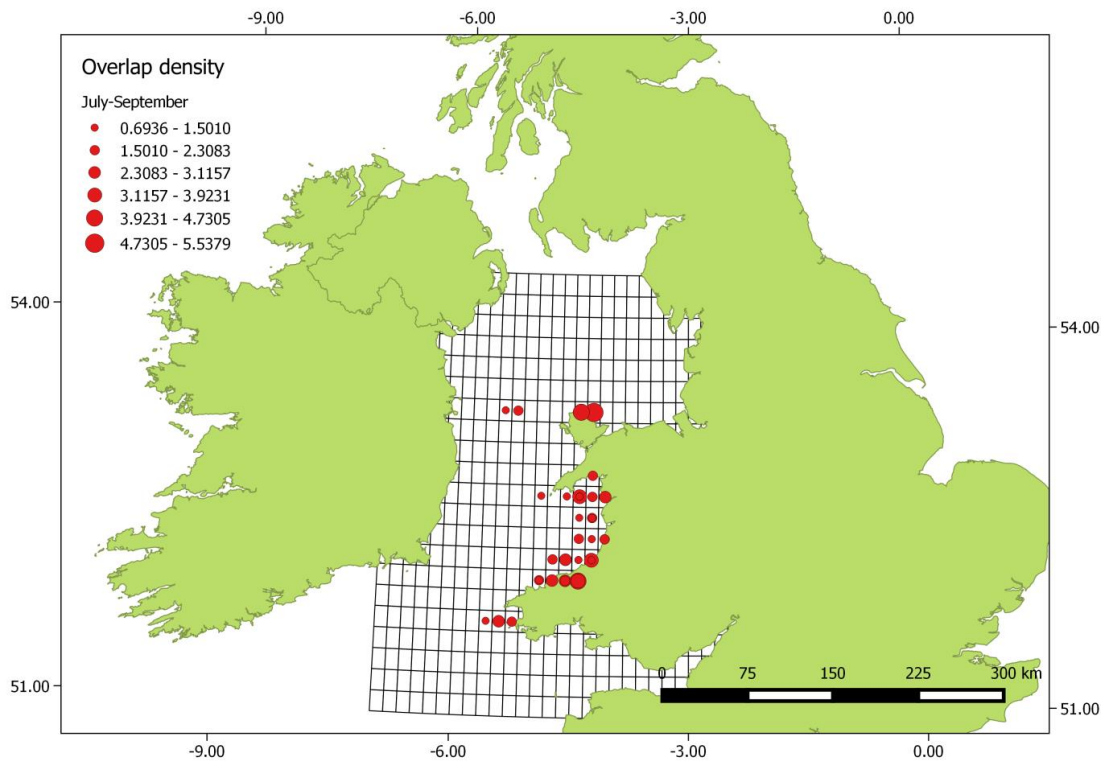 -9.00 -6.00 -3.00 0.00
Overlap density
July-September
0.6936 - 1.5010
1.5010 - 2.3083
2.3083 - 3.1157
3.1157 - 3.9231
3.9231 - 4.7305
4.7305 - 5.5379
54.00 54.00
0 75 150 225 300 km
51.00 51.00
-9.00 -6.00 -3.00 0.00